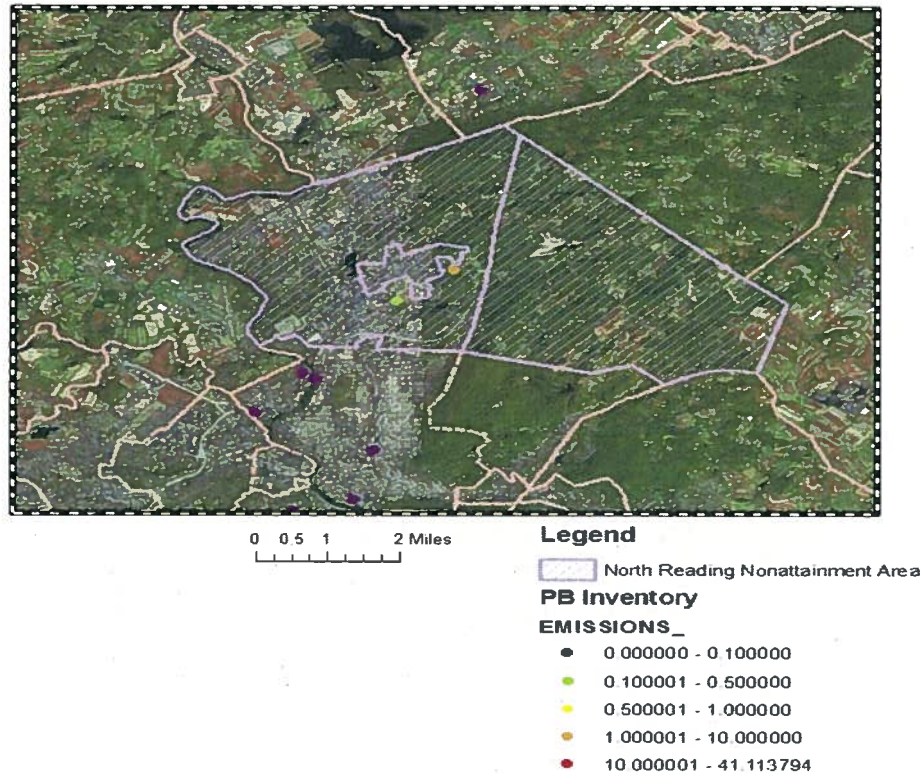 0 0.5 1 2 Miles
Legend
North Reading Nonattainment Area
PB Inventory
EMISSIONS_
0.000000 - 0.100000
0.100001 - 0.500000
0.500001 - 1.000000
1.000001 - 10.000000
10.000001 - 41.113794